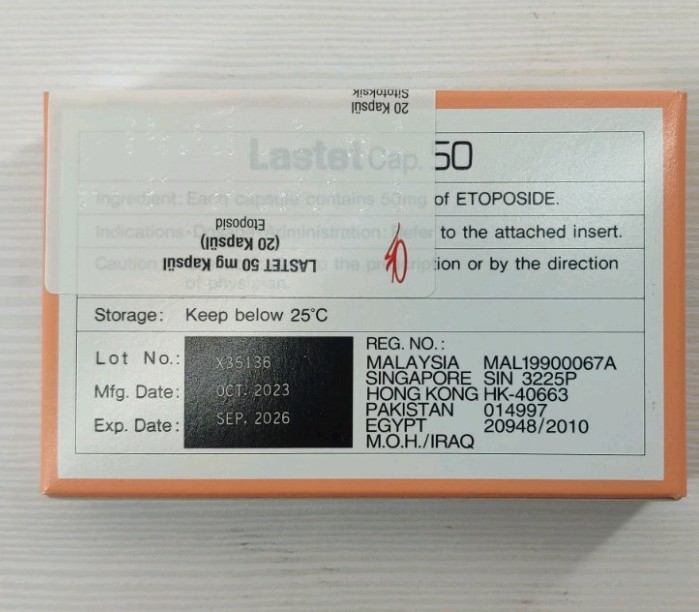 20 Kapsül
Sitotoksik
Lastet Cap. 50
Ingredient: Each capsule contains 50mg of ETOPOSIDE.
Indications·Dosage·Administration: Refer to the attached insert.
LASTET 50 mg Kapsül
(20 Kapsül)
Etoposid
Caution to the prescription or by the direction
of physician.
Storage: Keep below 25°C
Lot No.: X35136
Mfg. Date: OCT. 2023
Exp. Date: SEP. 2026
REG. NO.:
MALAYSIA MAL19900067A
SINGAPORE SIN 3225P
HONG KONG HK-40663
PAKISTAN 014997
EGYPT 20948/2010
M.O.H./IRAQ